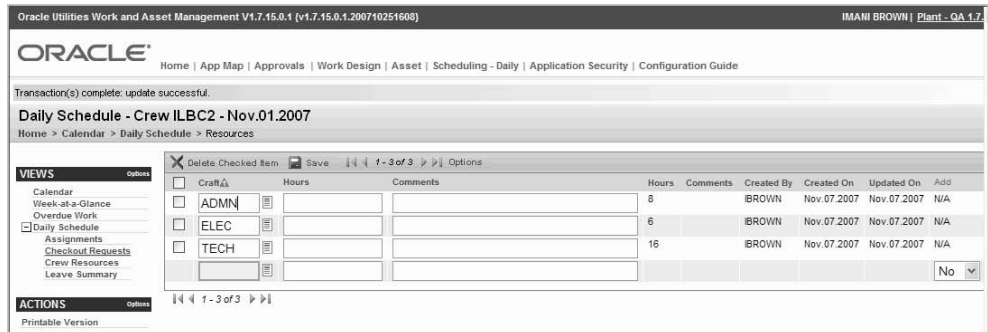 Oracle Utilities Work and Asset Management V1.7.15.0.1 {v1.7.15.0.1.200710251608} IMANI BROWN | Plant - QA 1.7.
ORACLE
Home | App Map | Approvals | Work Design | Asset | Scheduling - Daily | Application Security | Configuration Guide
Transaction(s) complete: update successful.
Daily Schedule - Crew ILBC2 - Nov.01.2007
Home > Calendar > Daily Schedule > Resources
VIEWS Options
Calendar
Week-at-a-Glance
Overdue Work
Daily Schedule
Assignments
Checkout Requests
Crew Resources
Leave Summary
ACTIONS Options
Printable Version
Delete Checked Item Save 1 - 3 of 3 Options
Craft Hours Comments Hours Comments Created By Created On Updated On Add
ADMN 8 IBROWN Nov.07.2007 Nov.07.2007 N/A
ELEC 6 IBROWN Nov.07.2007 Nov.07.2007 N/A
TECH 16 IBROWN Nov.07.2007 Nov.07.2007 N/A
No
1 - 3 of 3